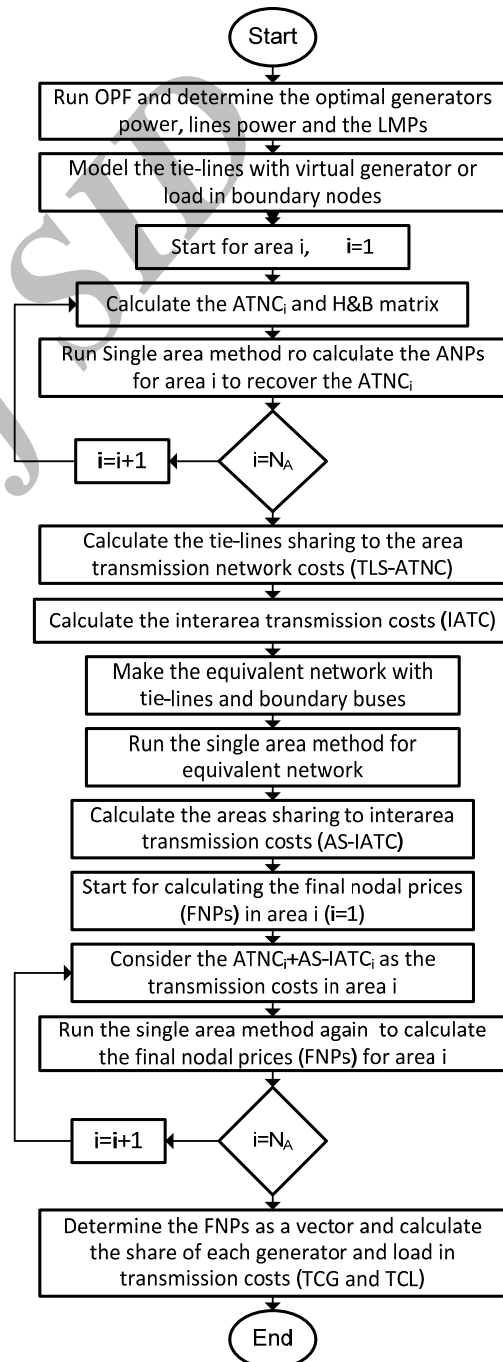 Start
Run OPF and determine the optimal generators
power, lines power and the LMPs
Model the tie-lines with virtual generator or
load in boundary nodes
Start for area i, i=1
Calculate the ATNCi and H&B matrix
Run Single area method ro calculate the ANPs
for area i to recover the ATNCi
i=NA
i=i+1
Calculate the tie-lines sharing to the area
transmission network costs (TLS-ATNC)
Calculate the interarea transmission costs (IATC)
Make the equivalent network with
tie-lines and boundary buses
Run the single area method for
equivalent network
Calculate the areas sharing to interarea
transmission costs (AS-IATC)
Start for calculating the final nodal prices
(FNPs) in area i (i=1)
Consider the ATNCi+AS-IATCi as the
transmission costs in area i
Run the single area method again to calculate
the final nodal prices (FNPs) for area i
i=NA
i=i+1
Determine the FNPs as a vector and calculate
the share of each generator and load in
transmission costs (TCG and TCL)
End
SID